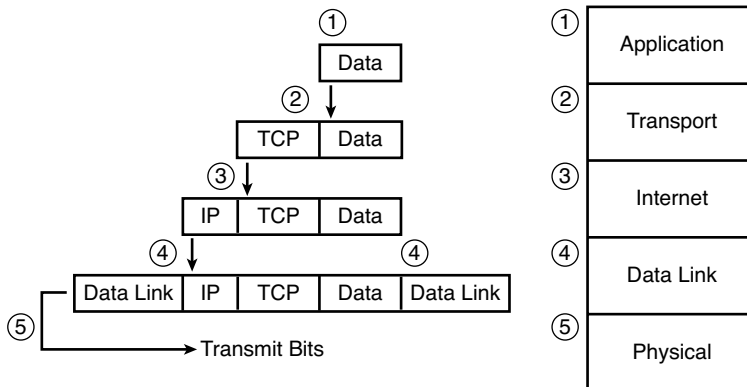 ①
Data
②
TCP Data
③
IP TCP Data
④ ④
Data Link IP TCP Data Data Link
⑤
Transmit Bits
① Application
② Transport
③ Internet
④ Data Link
⑤ Physical